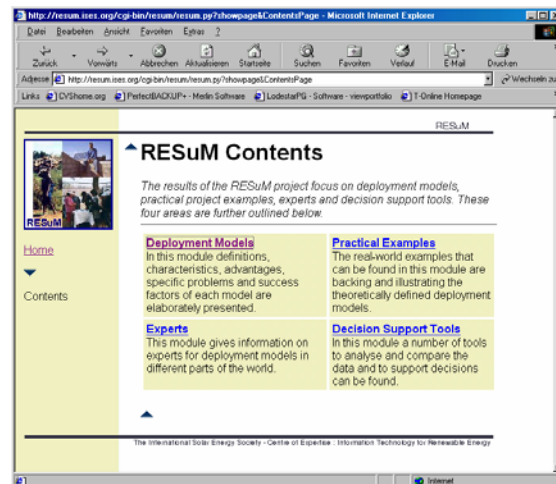 http://resum.ises.org/cgi-bin/resum/resum.py?showpage&ContentsPage - Microsoft Internet Explorer
Datei Bearbeiten Ansicht Favoriten Extras ?
Zurück Vorwärts Abbrechen Aktualisieren Startseite Suchen Favoriten Verlauf E-Mail Drucken
Adresse http://resum.ises.org/cgi-bin/resum/resum.py?showpage&ContentsPage Wechseln zu
Links CVShome.org PerfectBACKUP+ - Merlin Software LodestarPG - Software - viewportfolio T-Online Homepage
RESuM
RESuM
Home
Contents
RESuM Contents
The results of the RESuM project focus on deployment models,
practical project examples, experts and decision support tools. These
four areas are further outlined below.
Deployment Models
In this module definitions,
characteristics, advantages,
specific problems and success
factors of each model are
elaborately presented.
Practical Examples
The real-world examples that
can be found in this module are
backing and illustrating the
theoretically defined deployment
models.
Experts
This module gives information on
experts for deployment models in
different parts of the world.
Decision Support Tools
In this module a number of tools
to analyse and compare the
data and to support decisions
can be found.
The International Solar Energy Society - Centre of Expertise : Information Technology for Renewable Energy
Internet